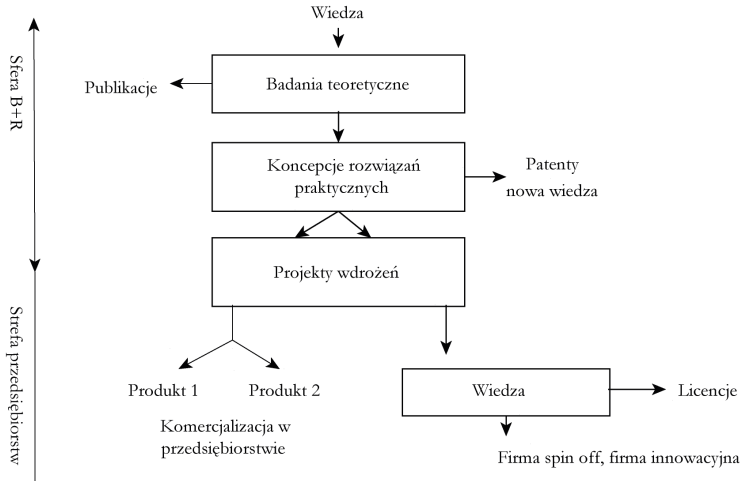 Wiedza
Sfera B+R
Badania teoretyczne
Publikacje
Koncepcje rozwiązań
praktycznych
Patenty
nowa wiedza
Projekty wdrożeń
Strefa przedsiębiorstw
Produkt 1
Produkt 2
Komercjalizacja w
przedsiębiorstwie
Wiedza
Licencje
Firma spin off, firma innowacyjna